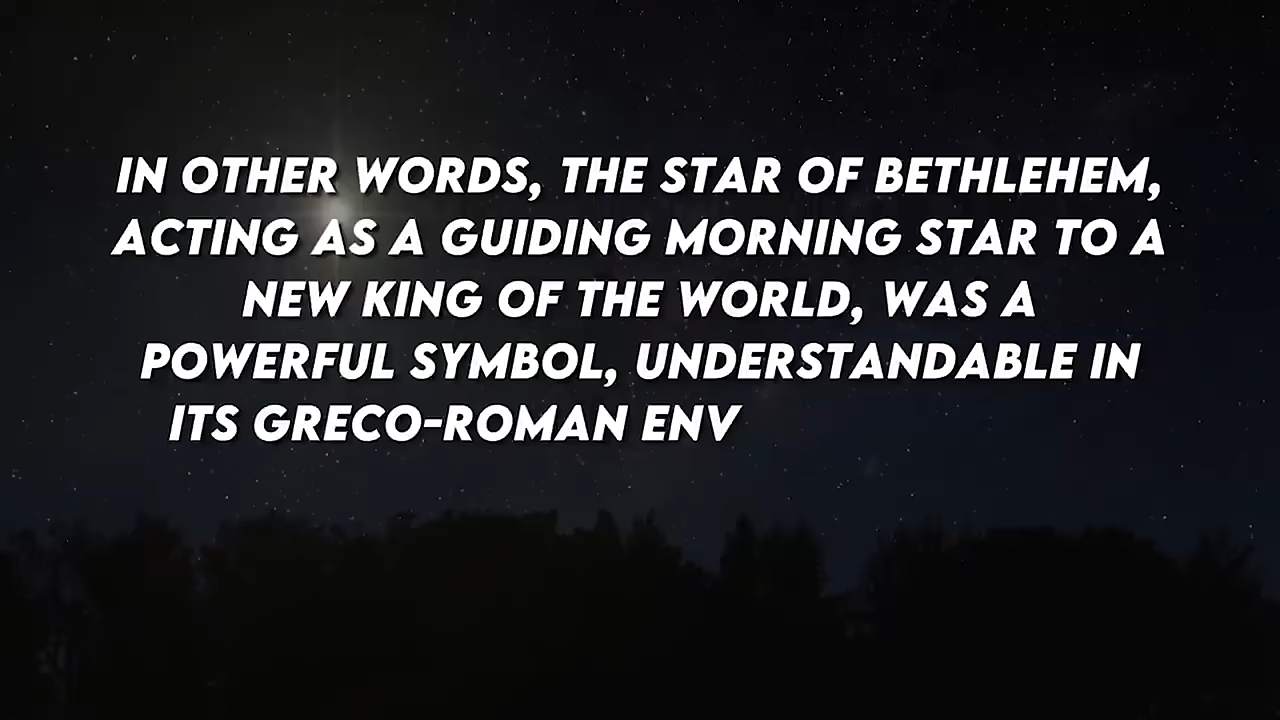 IN OTHER WORDS, THE STAR OF BETHLEHEM,
ACTING AS A GUIDING MORNING STAR TO A
NEW KING OF THE WORLD, WAS A
POWERFUL SYMBOL, UNDERSTANDABLE IN
ITS GRECO-ROMAN ENV